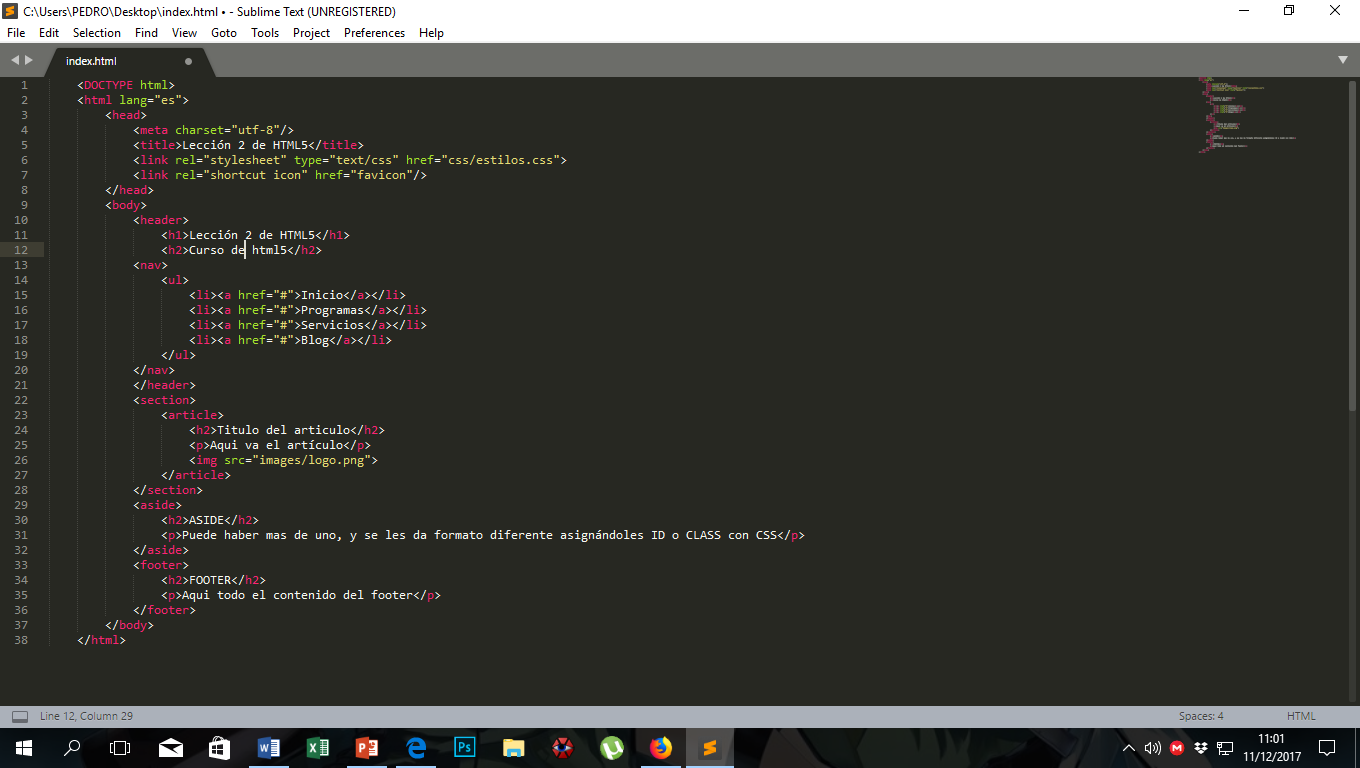 C:\Users\PEDRO\Desktop\index.html • - Sublime Text (UNREGISTERED)
File Edit Selection Find View Goto Tools Project Preferences Help
index.html
1 <DOCTYPE html>
2 <html lang="es">
3 <head>
4 <meta charset="utf-8"/>
5 <title>Lección 2 de HTML5</title>
6 <link rel="stylesheet" type="text/css" href="css/estilos.css">
7 <link rel="shortcut icon" href="favicon"/>
8 </head>
9 <body>
10 <header>
11 <h1>Lección 2 de HTML5</h1>
12 <h2>Curso de html5</h2>
13 <nav>
14 <ul>
15 <li><a href="#">Inicio</a></li>
16 <li><a href="#">Programas</a></li>
17 <li><a href="#">Servicios</a></li>
18 <li><a href="#">Blog</a></li>
19 </ul>
20 </nav>
21 </header>
22 <section>
23 <article>
24 <h2>Titulo del articulo</h2>
25 <p>Aqui va el artículo</p>
26 <img src="images/logo.png">
27 </article>
28 </section>
29 <aside>
30 <h2>ASIDE</h2>
31 <p>Puede haber mas de uno, y se les da formato diferente asignándoles ID o CLASS con CSS</p>
32 </aside>
33 <footer>
34 <h2>FOOTER</h2>
35 <p>Aqui todo el contenido del footer</p>
36 </footer>
37 </body>
38 </html>
Line 12, Column 29 Spaces: 4 HTML
Ps
11:01
11/12/2017